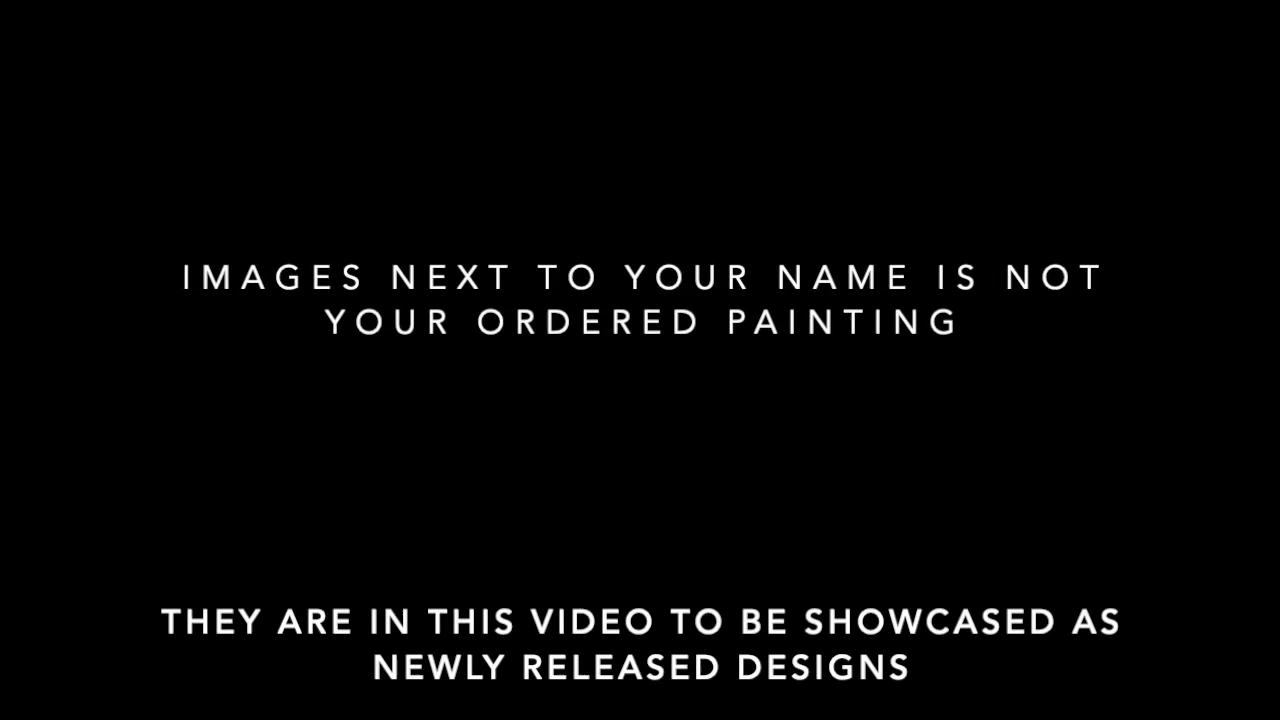 IMAGES NEXT TO YOUR NAME IS NOT
YOUR ORDERED PAINTING
THEY ARE IN THIS VIDEO TO BE SHOWCASED AS
NEWLY RELEASED DESIGNS